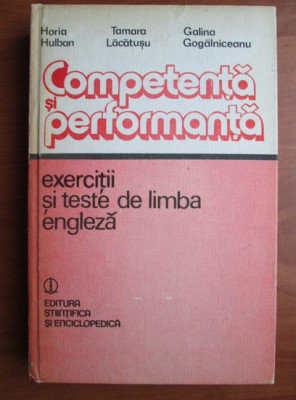 Horia Hulban
Tamara Lăcătușu
Galina Gogălniceanu
Competență
și
performanță
exerciții
și teste de limba
engleză
EDITURA
ȘTIINȚIFICĂ
ȘI ENCICLOPEDICĂ